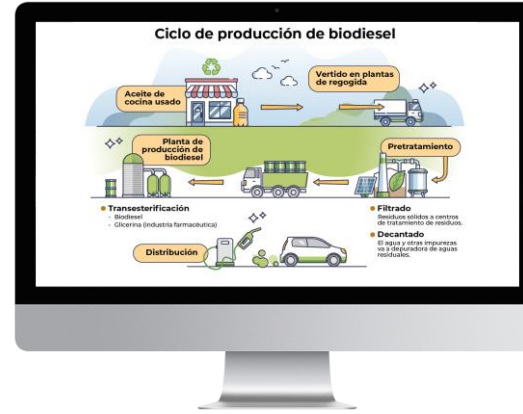 Ciclo de producción de biodiesel
Aceite de
cocina usado
Vertido en plantas
de regogida
Planta de
producción de
biodiesel
Pretratamiento
Transesterificación
- Biodiesel
- Glicerina (industria farmacéutica)
Filtrado
Residuos sólidos a centros
de tratamiento de residuos.
Decantado
El agua y otras impurezas
va a depuradora de aguas
residuales.
Distribución